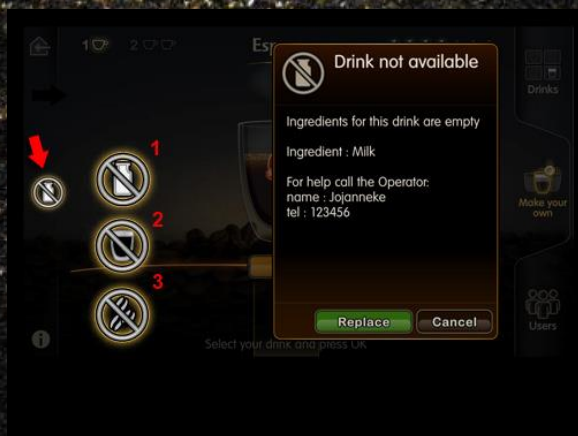 1
2
Esp
Drink not available
Drinks
Ingredients for this drink are empty
Ingredient : Milk
For help call the Operator:
name : Jojanneke
tel : 123456
1
2
3
Make your
own
Replace
Cancel
Users
Select your drink and press OK